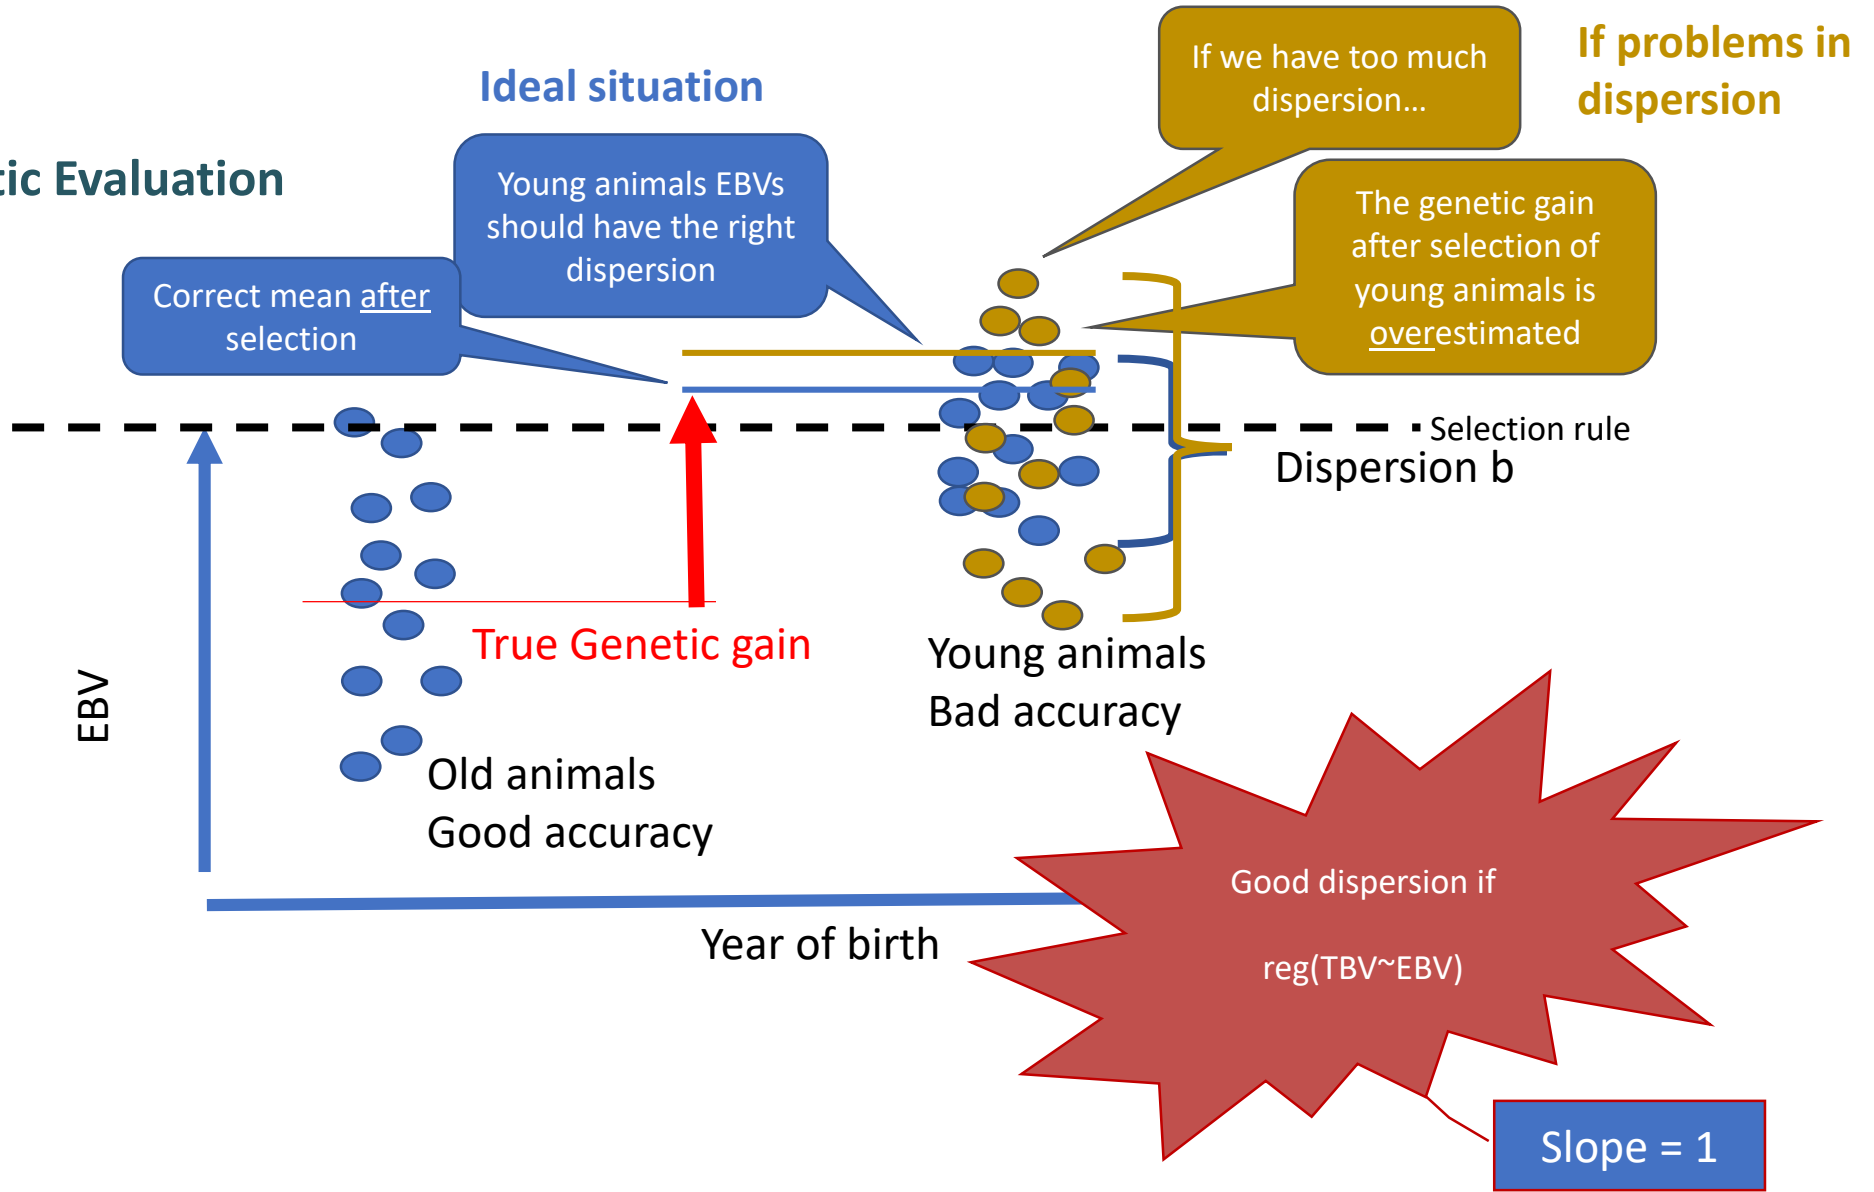 If problems in
dispersion
If we have too much
dispersion...
Ideal situation
tic Evaluation
Young animals EBVs
should have the right
dispersion
The genetic gain
after selection of
young animals is
overestimated
Correct mean after
selection
Selection rule
Dispersion b
True Genetic gain
Young animals
Bad accuracy
EBV
Old animals
Good accuracy
Year of birth
Good dispersion if
reg(TBV~EBV)
Slope = 1